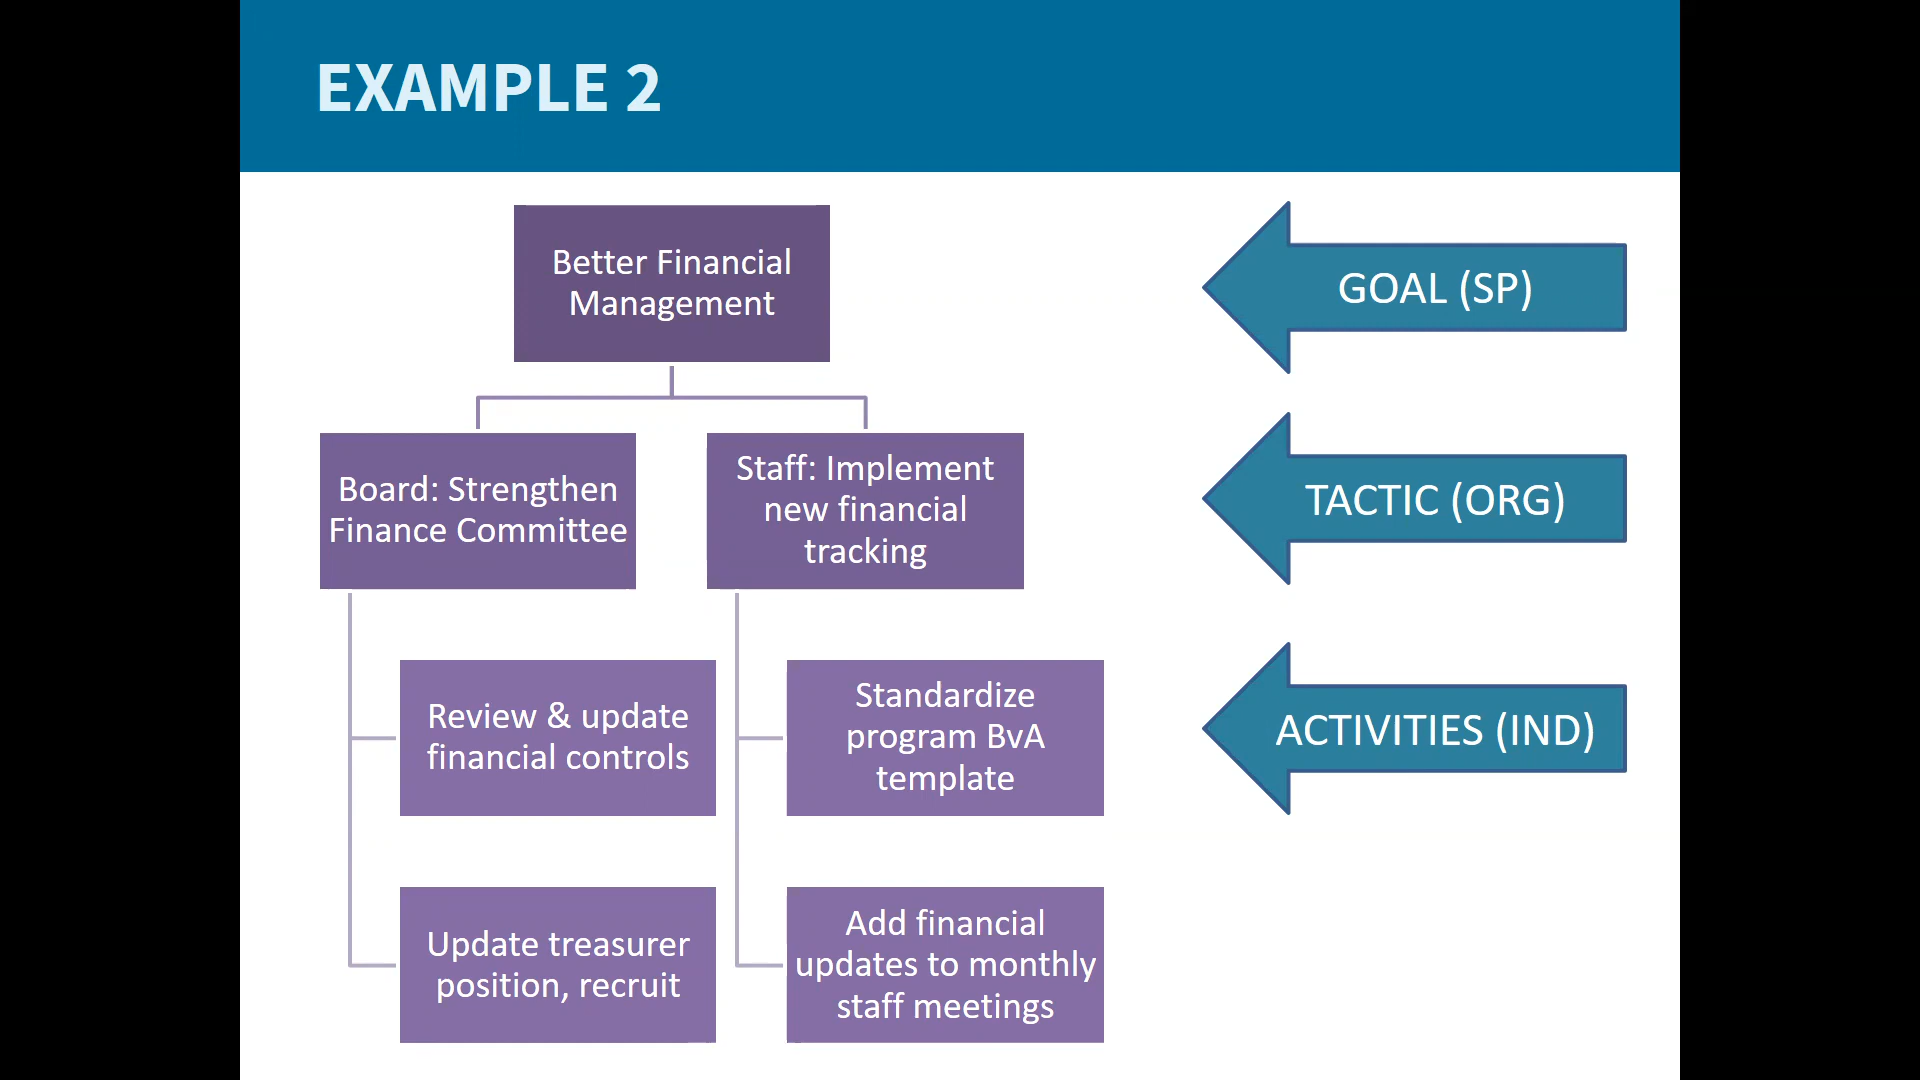 EXAMPLE 2
Better Financial
Management
GOAL (SP)
Board: Strengthen
Finance Committee
Staff: Implement
new financial
tracking
TACTIC (ORG)
Review & update
financial controls
Standardize
program BvA
template
ACTIVITIES (IND)
Update treasurer
position, recruit
Add financial
updates to monthly
staff meetings